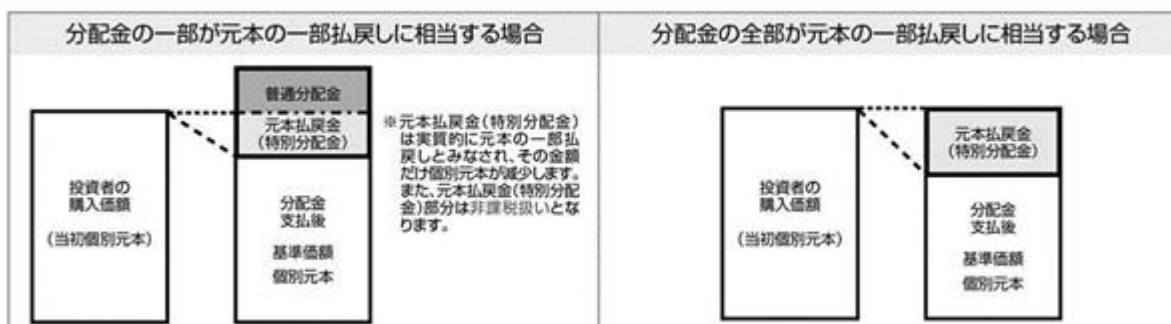 分配金の一部が元本の一部払戻しに相当する場合
普通分配金
元本払戻金
(特別分配金)
投資者の
購入価額
(当初個別元本)
分配金
支払後
基準価額
個別元本
※元本払戻金(特別分配金)
は実質的に元本の一部払
戻しとみなされ、その金額
だけ個別元本が減少します。
また、元本払戻金(特別分配
金)部分は非課税扱いとな
ります。
分配金の全部が元本の一部払戻しに相当する場合
元本払戻金
(特別分配金)
投資者の
購入価額
(当初個別元本)
分配金
支払後
基準価額
個別元本